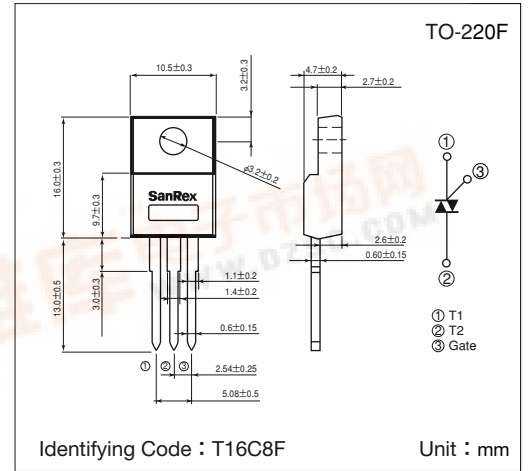 TO-220F
10.5±0.3
3.2±0.3
4.7±0.2
2.7±0.2
16.0±0.3
9.7±0.3
φ3.2±0.2
SanRex
13.0±0.5
3.0±0.3
1.1±0.2
1.4±0.2
0.6±0.15
2.54±0.25
5.08±0.5
2.6±0.2
0.60±0.15
① ② ③
①
③
②
① T1
② T2
③ Gate
Identifying Code：T16C8F
Unit：mm